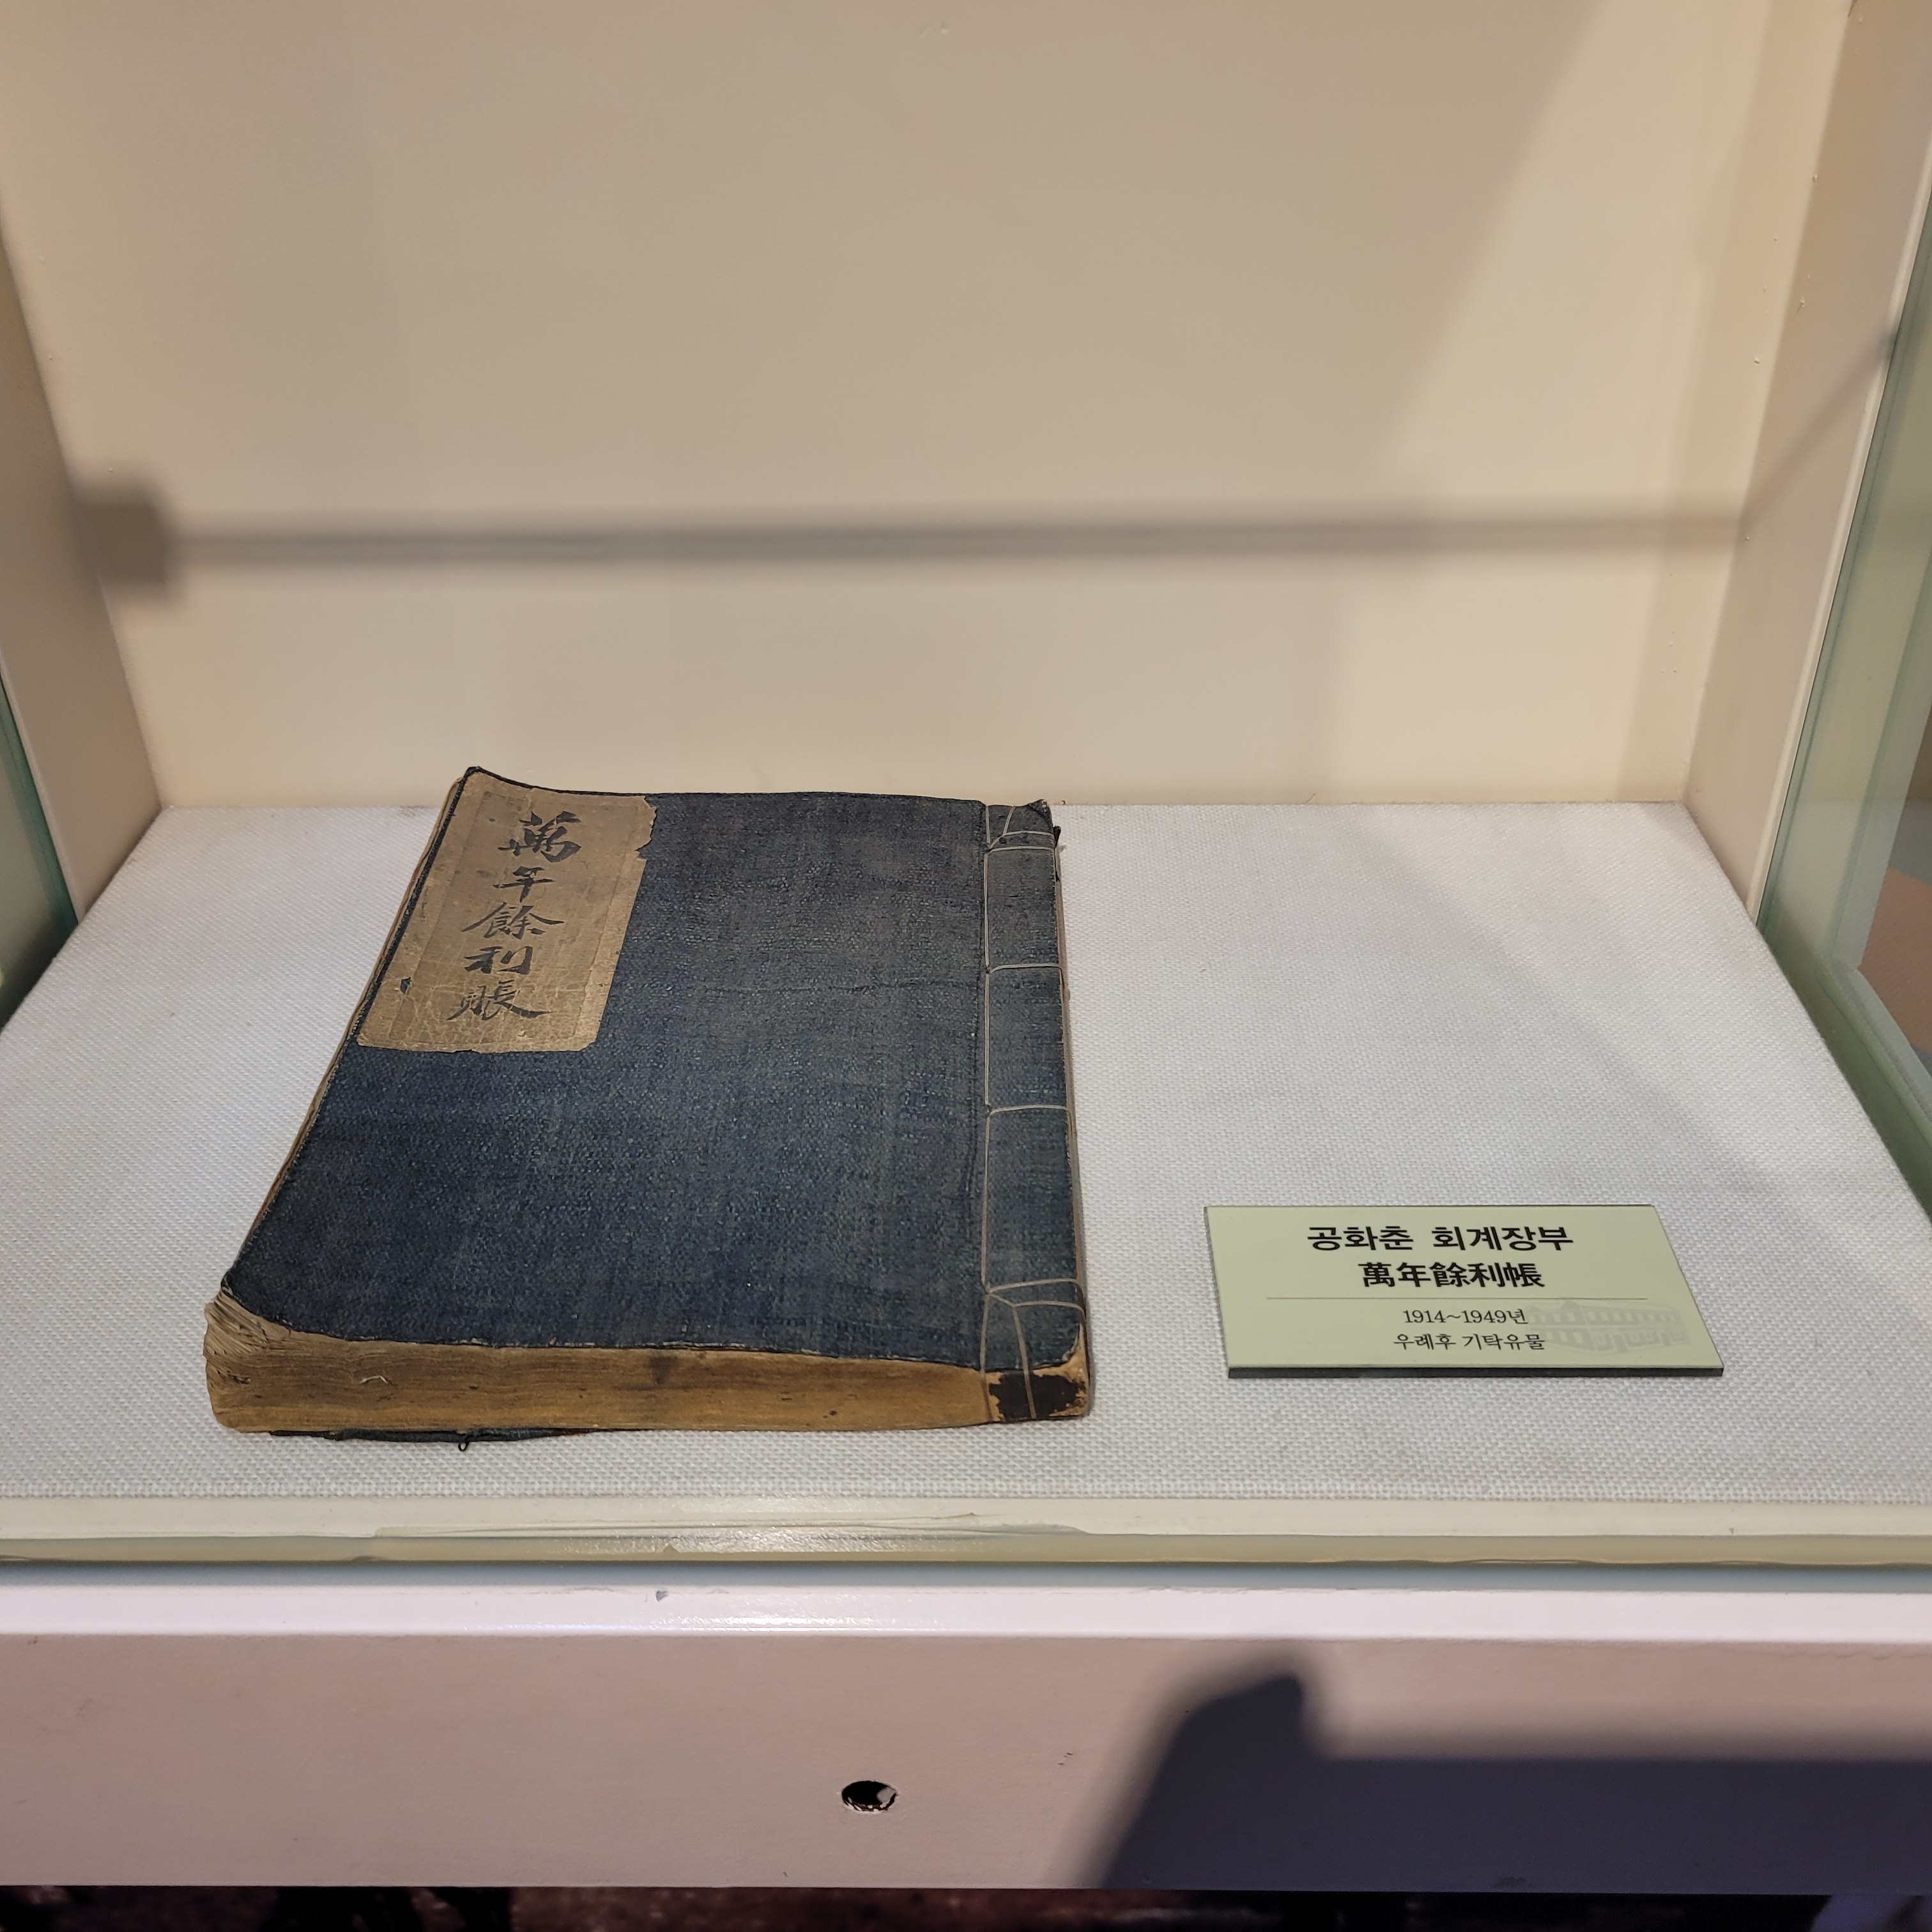 萬年餘利賬
공화춘 회계장부
萬年餘利帳
1914~1949년
우례후 기탁유물